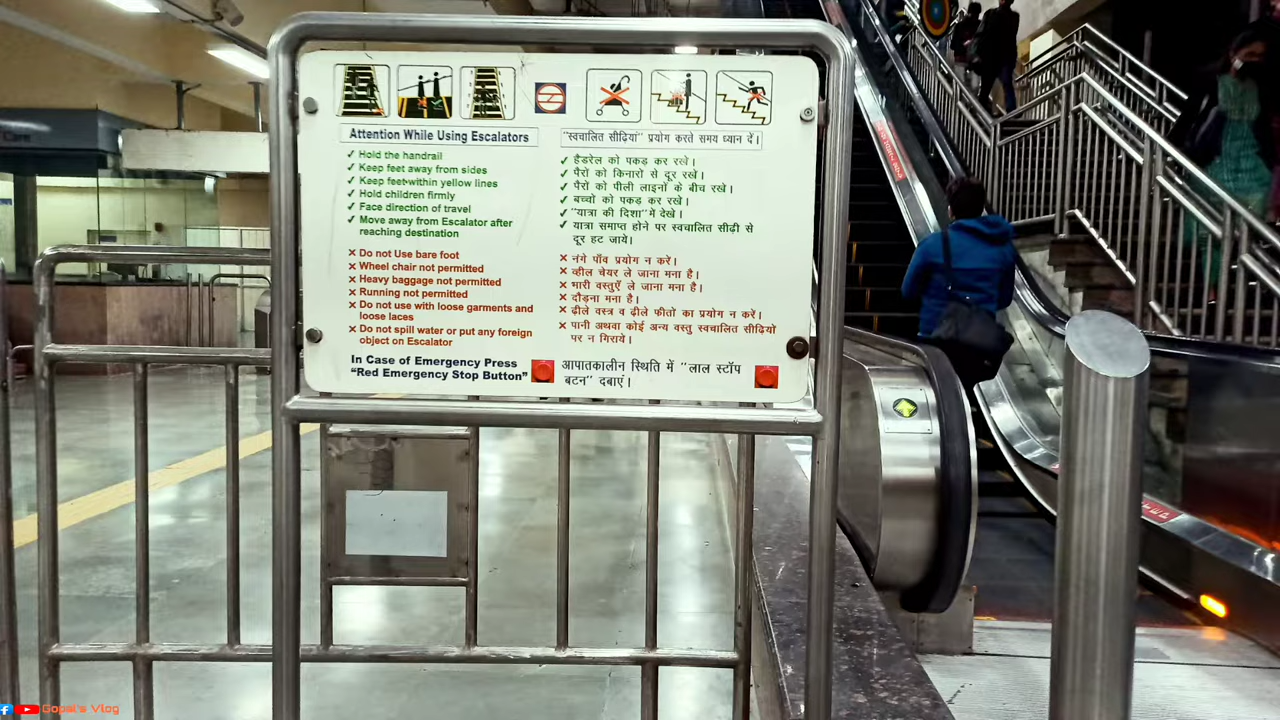 Attention While Using Escalators
✓ Hold the handrail
✓ Keep feet away from sides
✓ Keep feet within yellow lines
✓ Hold children firmly
✓ Face direction of travel
✓ Move away from Escalator after
reaching destination
✕ Do not Use bare foot
✕ Wheel chair not permitted
✕ Heavy baggage not permitted
✕ Running not permitted
✕ Do not use with loose garments and
loose laces
✕ Do not spill water or put any foreign
object on Escalator
In Case of Emergency Press
"Red Emergency Stop Button"
"स्वचालित सीढ़ियां" प्रयोग करते समय ध्यान दें।
✓ हैडरेल को पकड़ कर रखे।
✓ पैरो को किनारों से दूर रखें।
✓ पैरो को पीली लाइनों के बीच रखे।
✓ बच्चों को पकड़ कर रखें।
✓ "यात्रा की दिशा" में देखे।
✓ यात्रा समाप्त होने पर स्वचालित सीढ़ी से
दूर हट जाये।
✕ नंगे पाँव प्रयोग न करें।
✕ व्हील चेयर ले जाना मना है।
✕ भारी वस्तुएँ ले जाना मना है।
✕ दौड़ना मना है।
✕ ढ़ीले वस्त्र व ढ़ीले फीतों का प्रयोग न करें।
✕ पानी अथवा कोई अन्य वस्तु स्वचालित सीढ़ियों
पर न गिराये।
आपातकालीन स्थिति में "लाल स्टॉप
बटन" दबाएं।
Gopal's Vlog